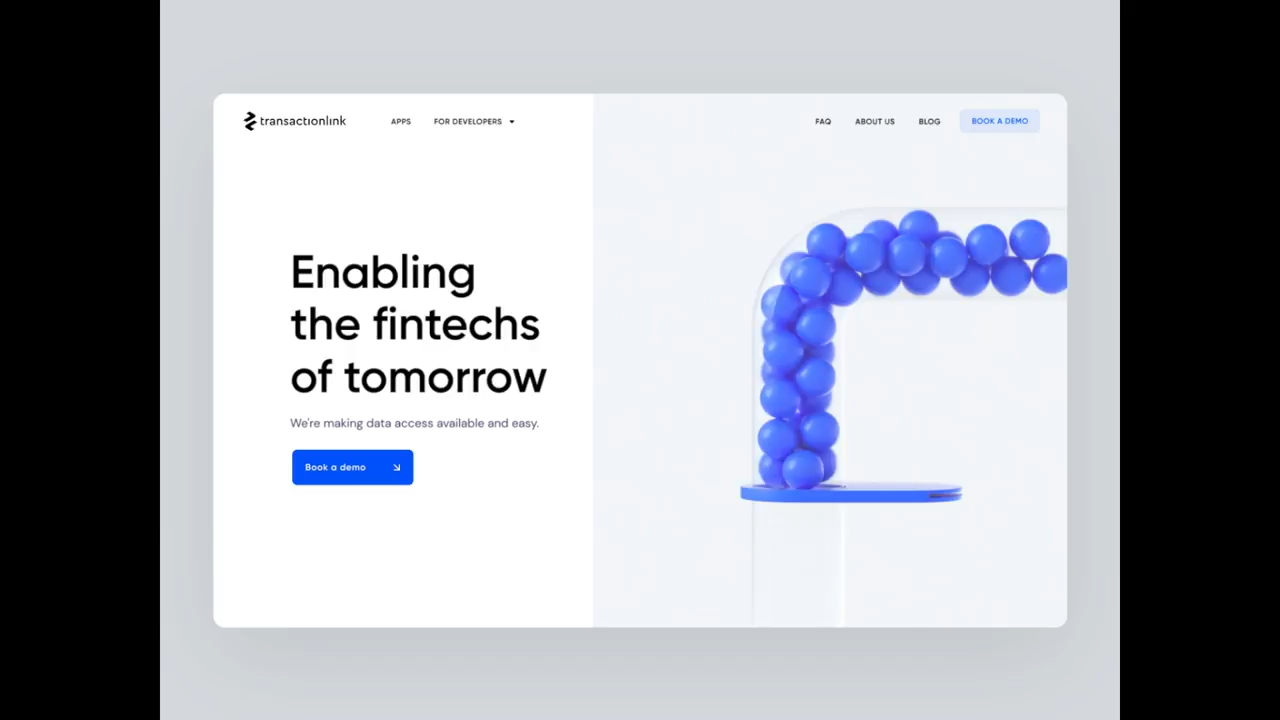 transactionlink
APPS
FOR DEVELOPERS
FAQ
ABOUT US
BLOG
BOOK A DEMO
Enabling
the fintechs
of tomorrow
We're making data access available and easy.
Book a demo